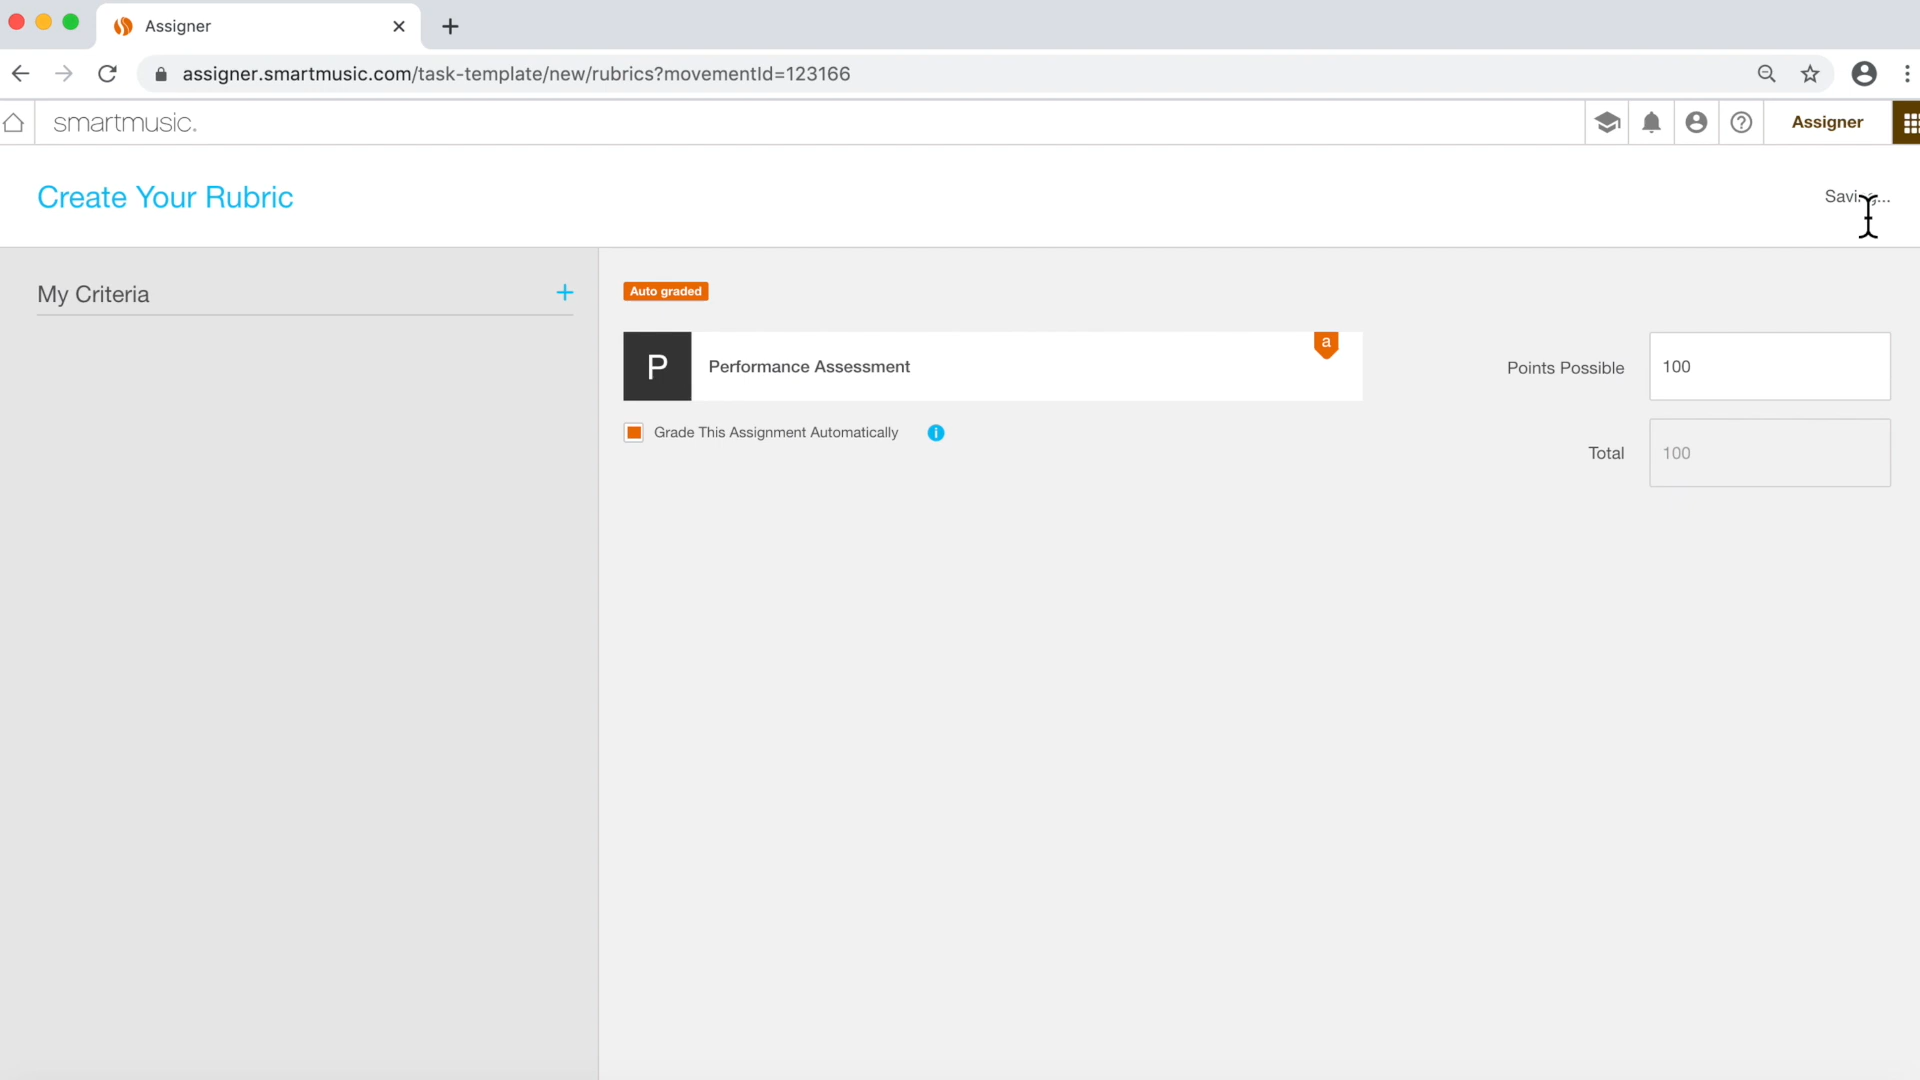 Assigner
assigner.smartmusic.com/task-template/new/rubrics?movementId=123166
smartmusic.
Assigner
Create Your Rubric
My Criteria
Auto graded
P
Performance Assessment
a
Points Possible
100
Grade This Assignment Automatically
Total
100